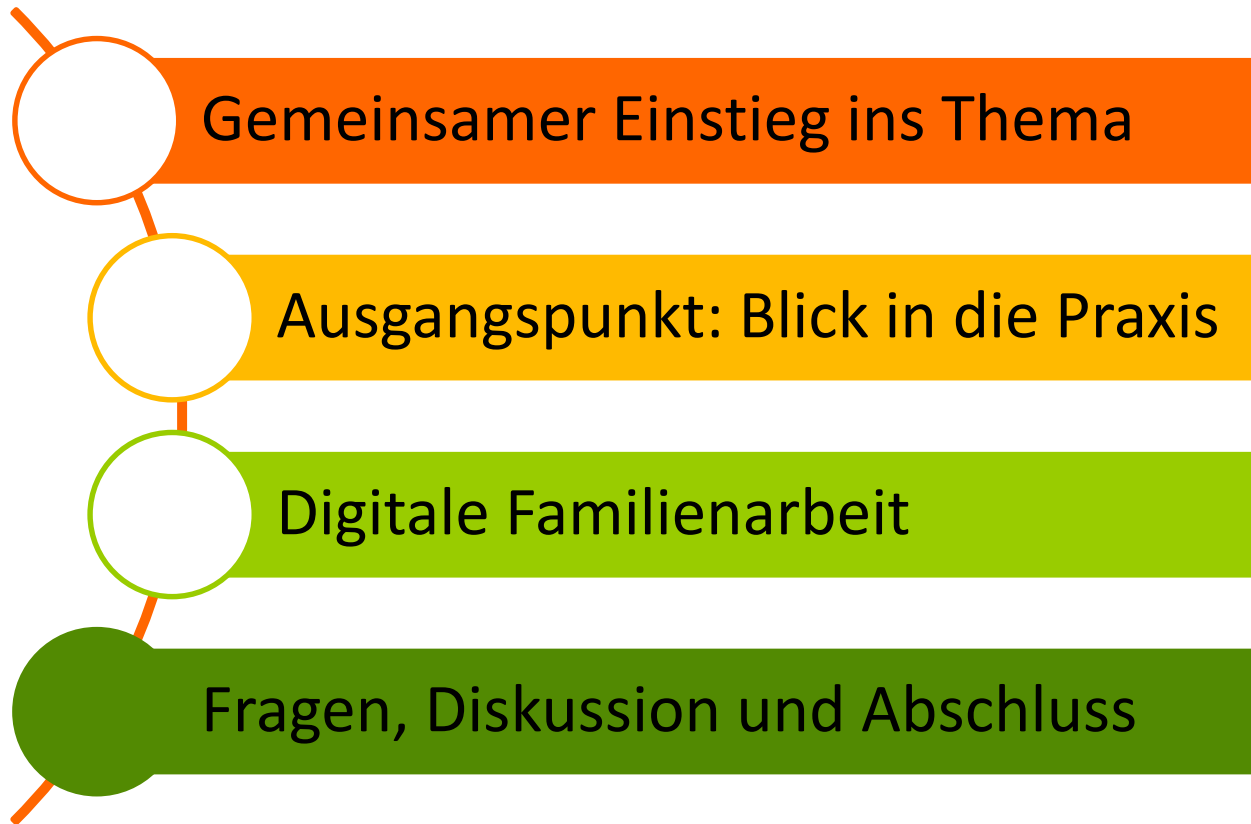 Gemeinsamer Einstieg ins Thema
Ausgangspunkt: Blick in die Praxis
Digitale Familienarbeit
Fragen, Diskussion und Abschluss